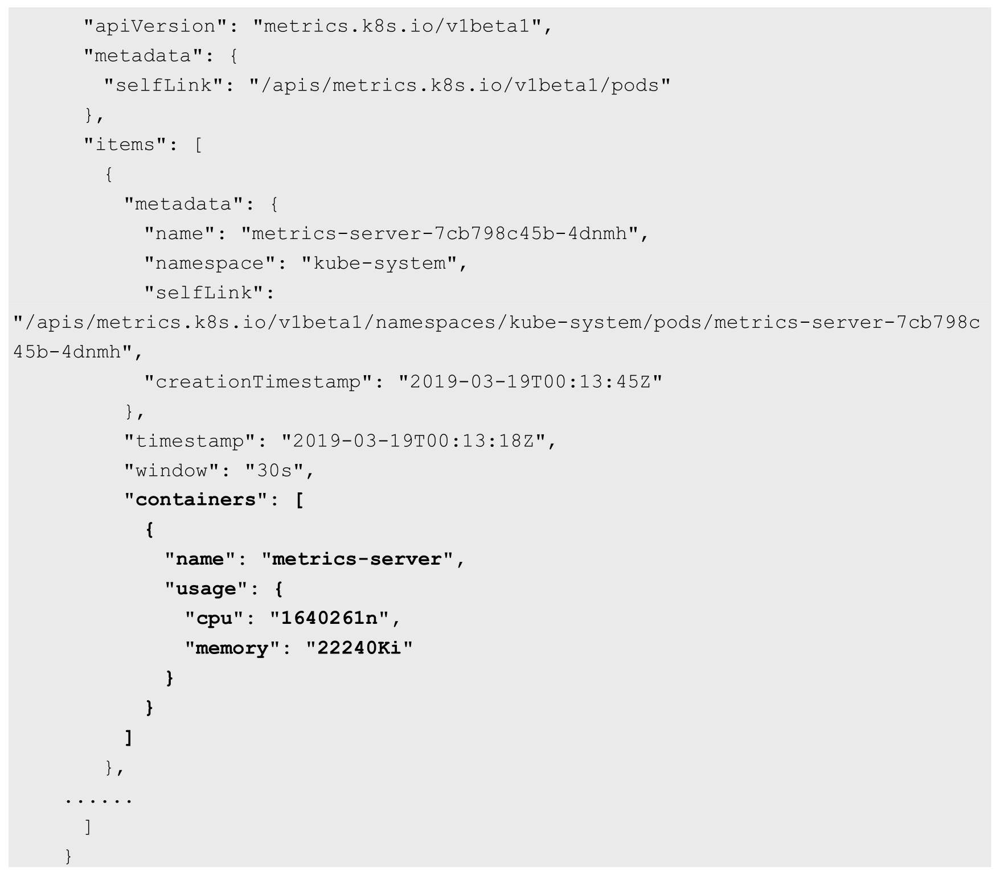 "apiVersion": "metrics.k8s.io/v1beta1",
"metadata": {
"selfLink": "/apis/metrics.k8s.io/v1beta1/pods"
},
"items": [
{
"metadata": {
"name": "metrics-server-7cb798c45b-4dnmh",
"namespace": "kube-system",
"selfLink":
"/apis/metrics.k8s.io/v1beta1/namespaces/kube-system/pods/metrics-server-7cb798c
45b-4dnmh",
"creationTimestamp": "2019-03-19T00:13:45Z"
},
"timestamp": "2019-03-19T00:13:18Z",
"window": "30s",
"containers": [
{
"name": "metrics-server",
"usage": {
"cpu": "1640261n",
"memory": "22240Ki"
}
}
]
},
......
]
}